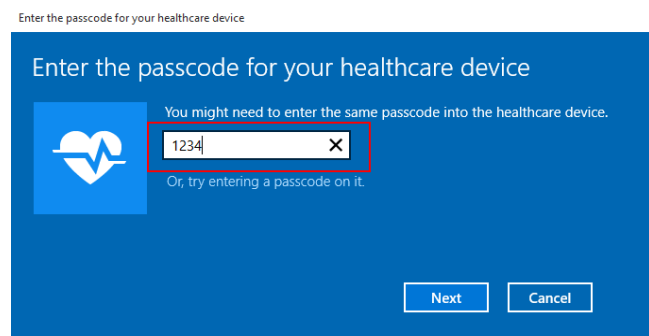 Enter the passcode for your healthcare device
Enter the passcode for your healthcare device
You might need to enter the same passcode into the healthcare device.
1234
Or, try entering a passcode on it.
Next Cancel